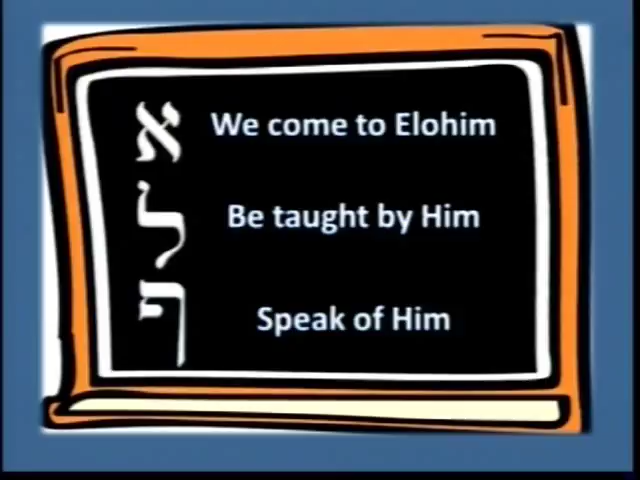 א We come to Elohim
ל Be taught by Him
ף Speak of Him